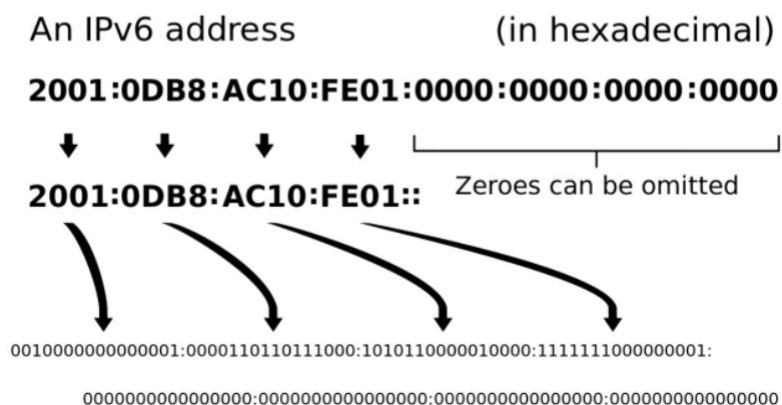 An IPv6 address (in hexadecimal)
2001:0DB8:AC10:FE01:0000:0000:0000:0000
2001:0DB8:AC10:FE01::
Zeroes can be omitted
0010000000000001:0000110110111000:1010110000010000:1111111000000001:
0000000000000000:0000000000000000:0000000000000000:0000000000000000